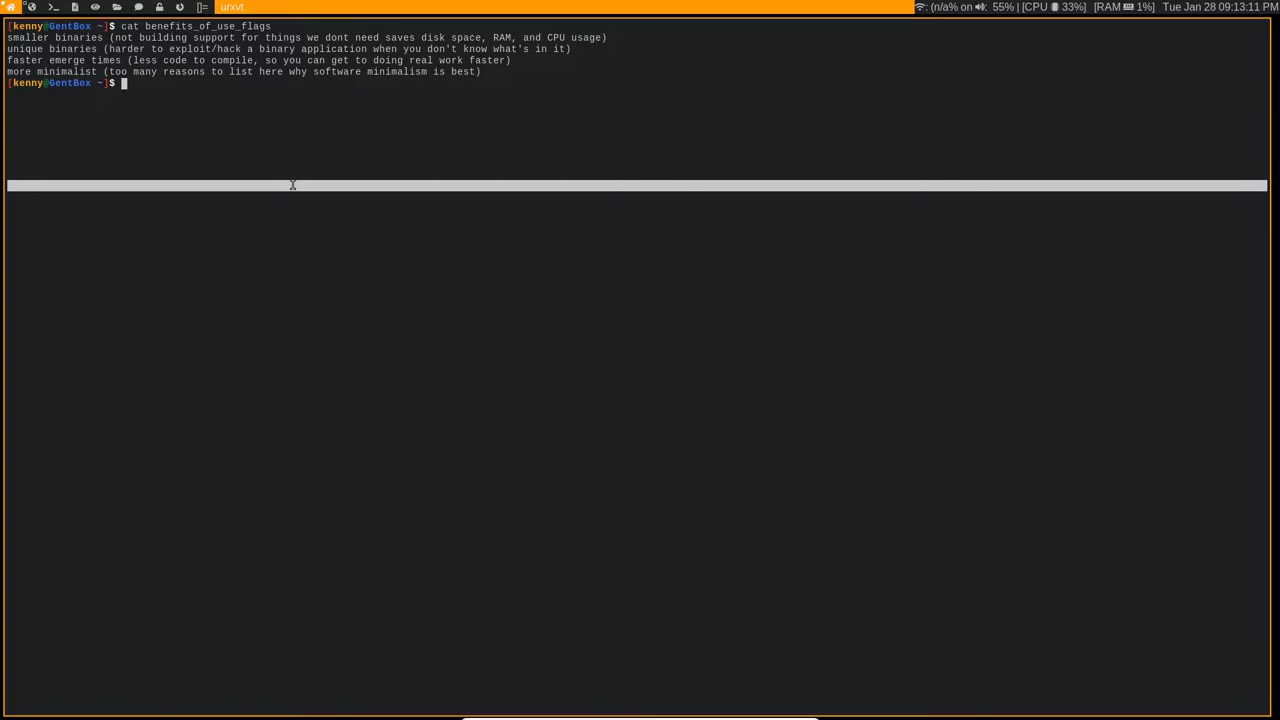 []= urxvt : (n/a% on : 55% | [CPU 33%] [RAM 1%] Tue Jan 28 09:13:11 PM
[kenny@GentBox ~]$ cat benefits_of_use_flags
smaller binaries (not building support for things we dont need saves disk space, RAM, and CPU usage)
unique binaries (harder to exploit/hack a binary application when you don't know what's in it)
faster emerge times (less code to compile, so you can get to doing real work faster)
more minimalist (too many reasons to list here why software minimalism is best)
[kenny@GentBox ~]$